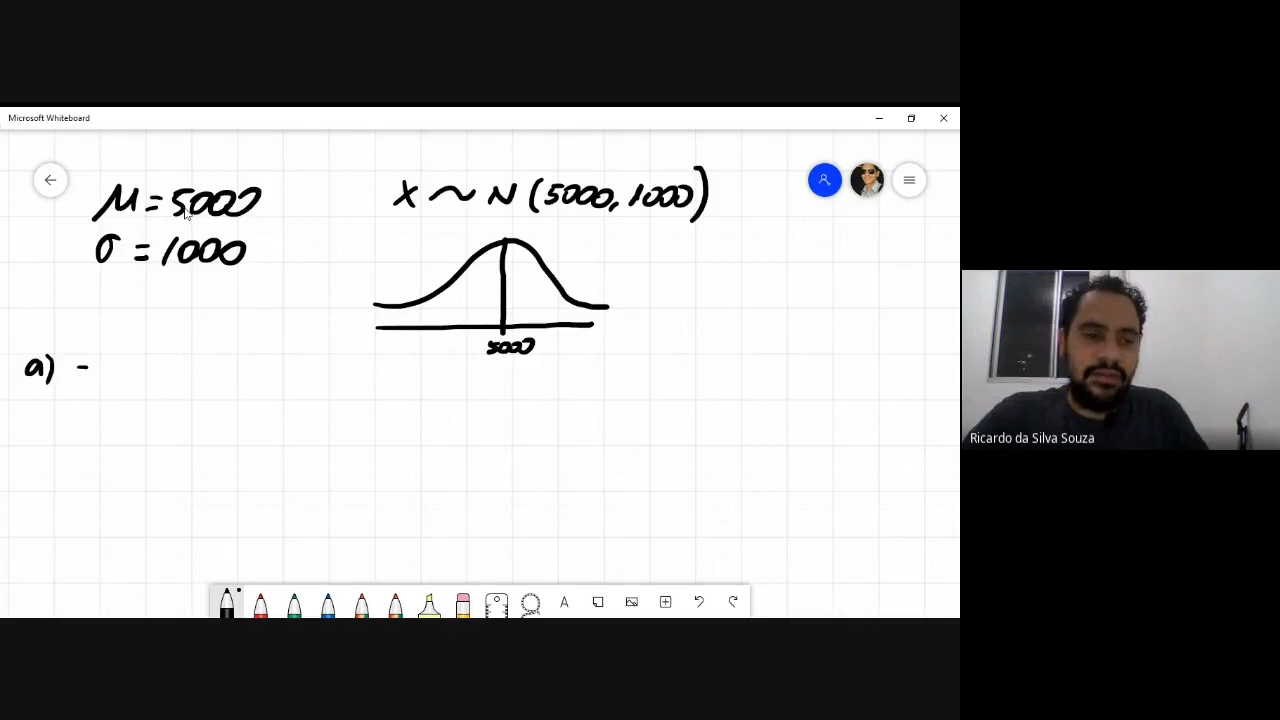 Microsoft Whiteboard
μ = 5000
σ = 1000
X ~ N (5000, 1000)
5000
a) -
A
Ricardo da Silva Souza